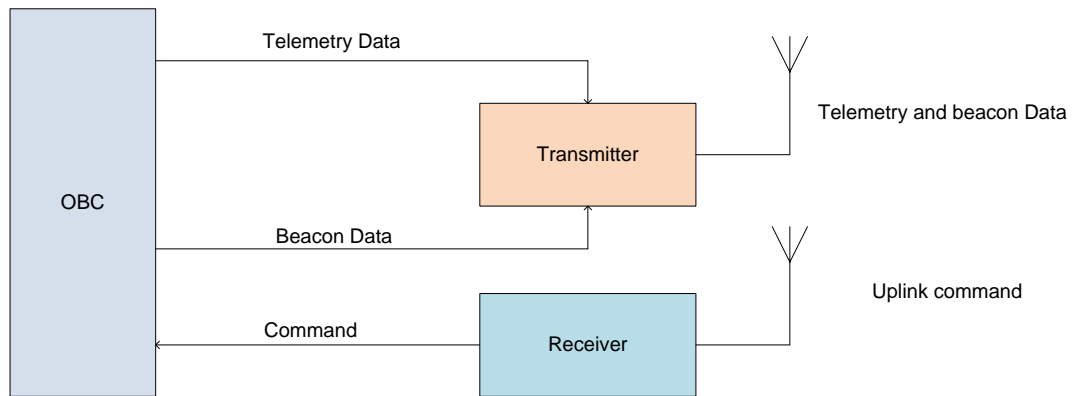 Telemetry Data
Telemetry and beacon Data
Transmitter
OBC
Beacon Data
Uplink command
Command
Receiver